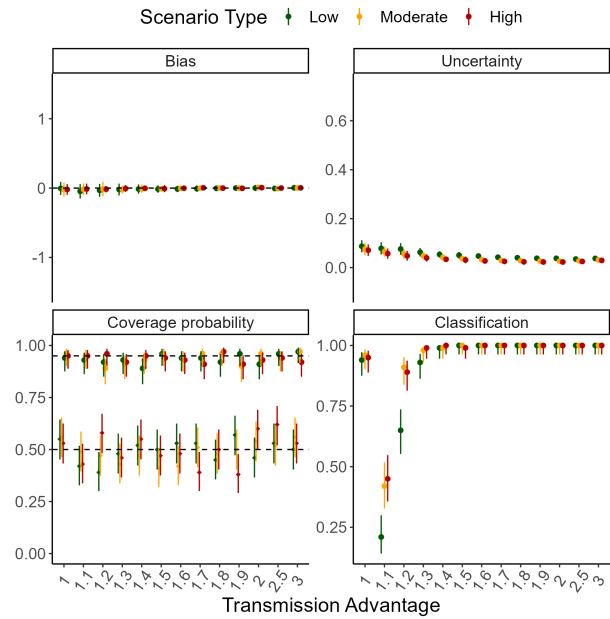 Scenario Type Low Moderate High
Bias Uncertainty
1
0
-1
0.6
0.4
0.2
0.0
Coverage probability Classification
1.00
0.75
0.50
0.25
0.00
1.00
0.75
0.50
0.25
1 1.1 1.2 1.3 1.4 1.5 1.6 1.7 1.8 1.9 2 2.5 3
1 1.1 1.2 1.3 1.4 1.5 1.6 1.7 1.8 1.9 2 2.5 3
Transmission Advantage